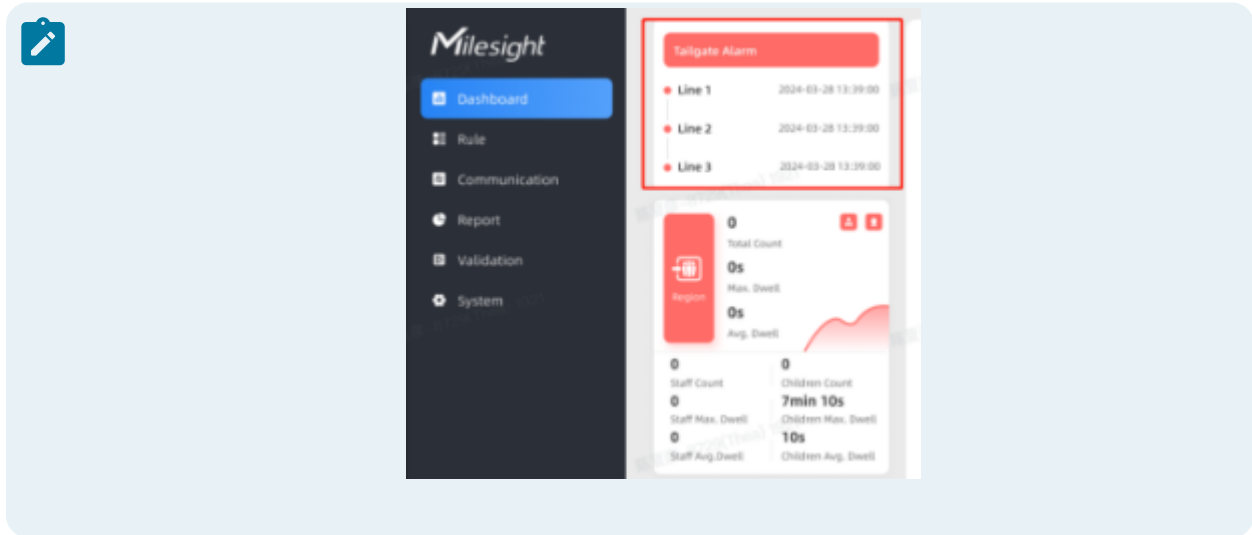 Milesight
Dashboard
Rule
Communication
Report
Validation
System
Tailgate Alarm
Line 1 2024-03-28 13:39:00
Line 2 2024-03-28 13:39:00
Line 3 2024-03-28 13:39:00
Region
0
Total Count
0s
Max. Dwell
0s
Avg. Dwell
0 0
Staff Count Children Count
0 7min 10s
Staff Max. Dwell Children Max. Dwell
0 10s
Staff Avg.Dwell Children Avg. Dwell